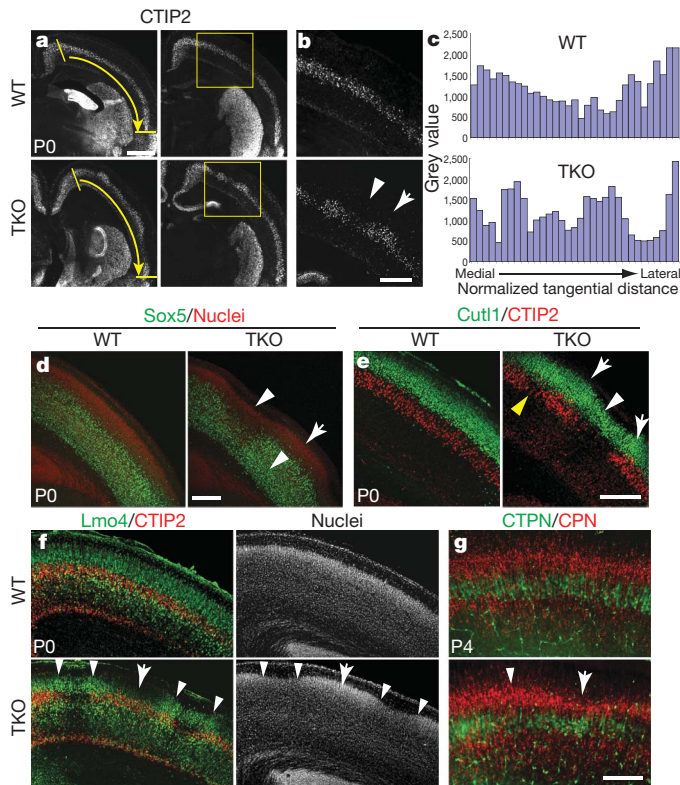 CTIP2
a
b
c
WT
P0
TKO
WT
2,500
2,000
1,500
1,000
500
0
TKO
2,500
2,000
1,500
1,000
500
0
Grey value
Medial
Lateral
Normalized tangential distance
Sox5/Nuclei
WT
TKO
Cutl1/CTIP2
WT
TKO
d
P0
e
P0
Lmo4/CTIP2
Nuclei
CTPN/CPN
f
g
WT
P0
P4
TKO